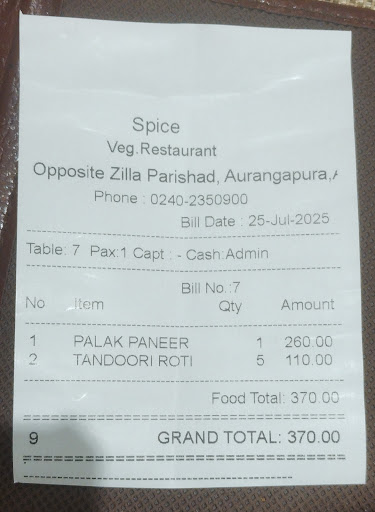 Spice
Veg.Restaurant
Opposite Zilla Parishad, Aurangapura,
Phone : 0240-2350900
Bill Date : 25-Jul-2025
Table: 7 Pax:1 Capt : - Cash:Admin
Bill No.:7
No Item Qty Amount
1 PALAK PANEER 1 260.00
2 TANDOORI ROTI 5 110.00
Food Total: 370.00
9 GRAND TOTAL: 370.00